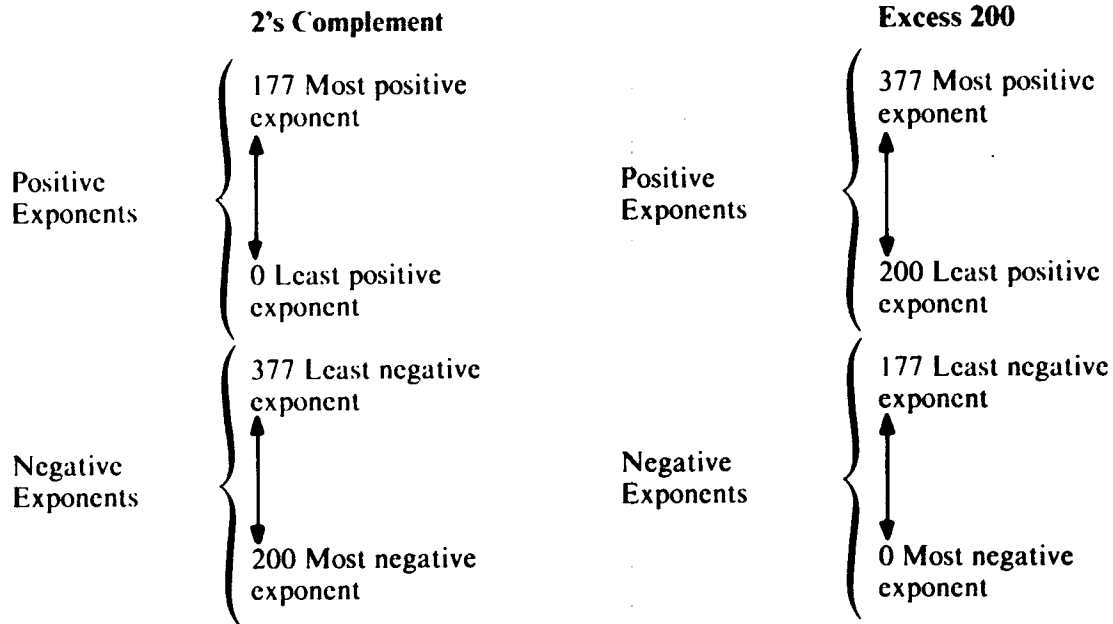 2's Complement
177 Most positive
exponent
Positive
Exponents
0 Least positive
exponent
377 Least negative
exponent
Negative
Exponents
200 Most negative
exponent
Excess 200
377 Most positive
exponent
Positive
Exponents
200 Least positive
exponent
177 Least negative
exponent
Negative
Exponents
0 Most negative
exponent